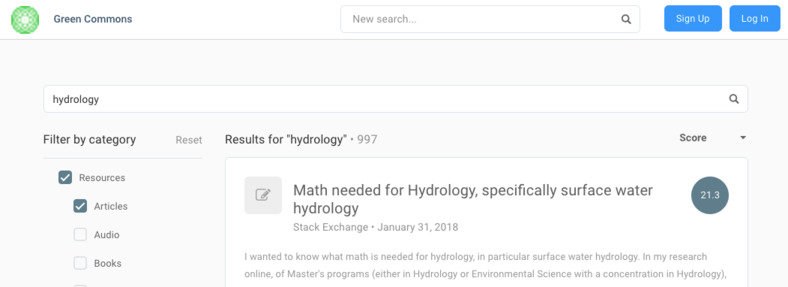 Green Commons
New search...
Sign Up
Log In
hydrology
Filter by category
Reset
Results for "hydrology" • 997
Score
Resources
Articles
Audio
Books
Math needed for Hydrology, specifically surface water
hydrology
21.3
Stack Exchange • January 31, 2018
I wanted to know what math is needed for hydrology, in particular surface water hydrology. In my research
online, of Master's programs (either in Hydrology or Environmental Science with a concentration in Hydrology),